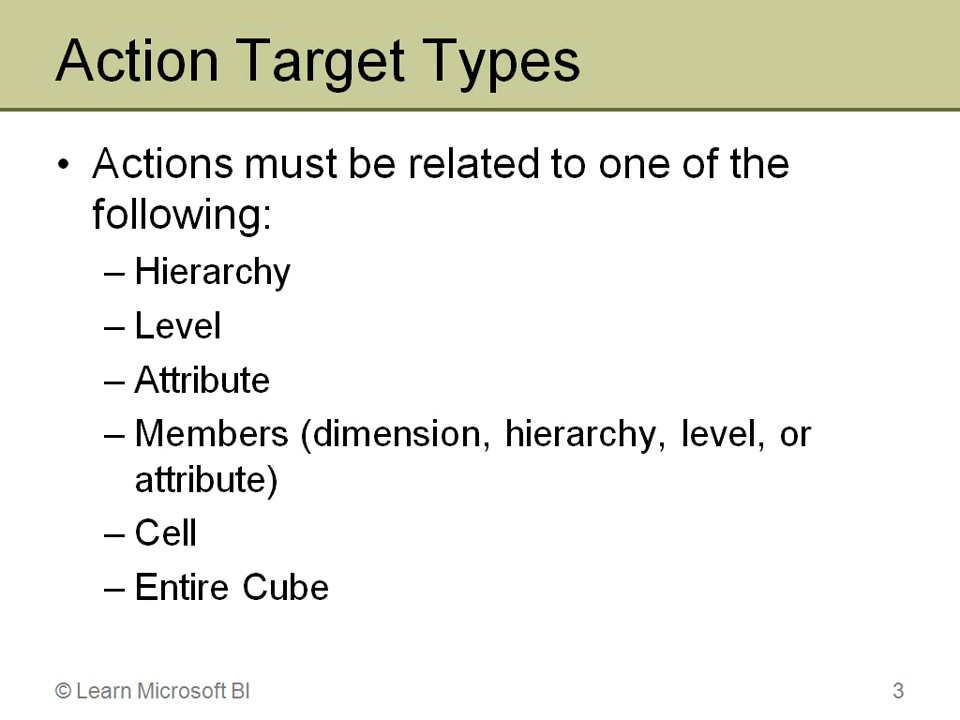 Action Target Types
• Actions must be related to one of the
following:
– Hierarchy
– Level
– Attribute
– Members (dimension, hierarchy, level, or
attribute)
– Cell
– Entire Cube
© Learn Microsoft BI
3